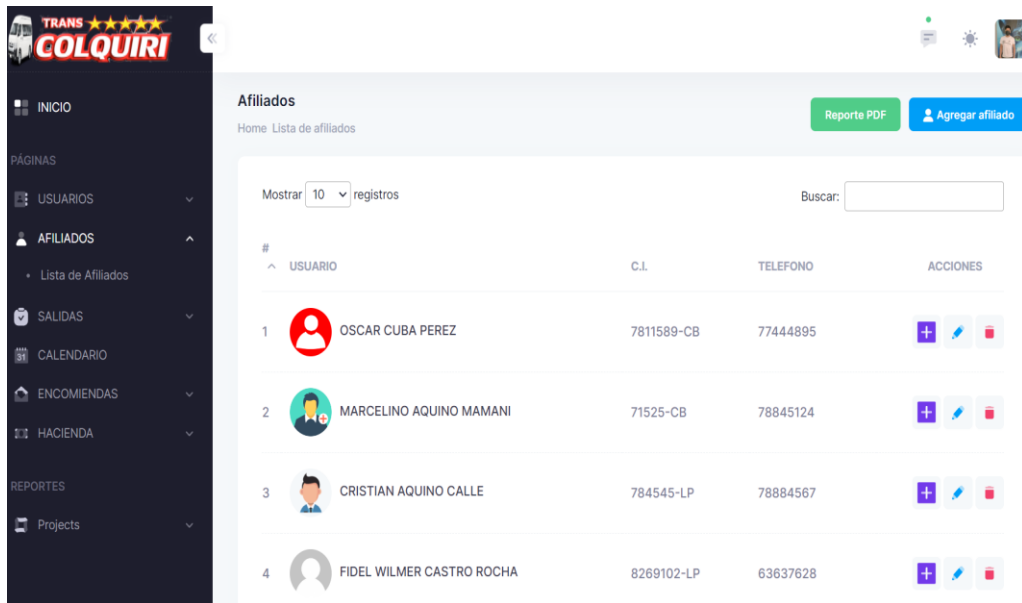 TRANS
COLQUIRI
INICIO
PÁGINAS
USUARIOS
AFILIADOS
Lista de Afiliados
SALIDAS
31 CALENDARIO
ENCOMIENDAS
HACIENDA
REPORTES
Projects
Afiliados
Home Lista de afiliados
Reporte PDF Agregar afiliado
Mostrar 10 registros Buscar:
# USUARIO C.I. TELEFONO ACCIONES
1 OSCAR CUBA PEREZ 7811589-CB 77444895
2 MARCELINO AQUINO MAMANI 71525-CB 78845124
3 CRISTIAN AQUINO CALLE 784545-LP 78884567
4 FIDEL WILMER CASTRO ROCHA 8269102-LP 63637628